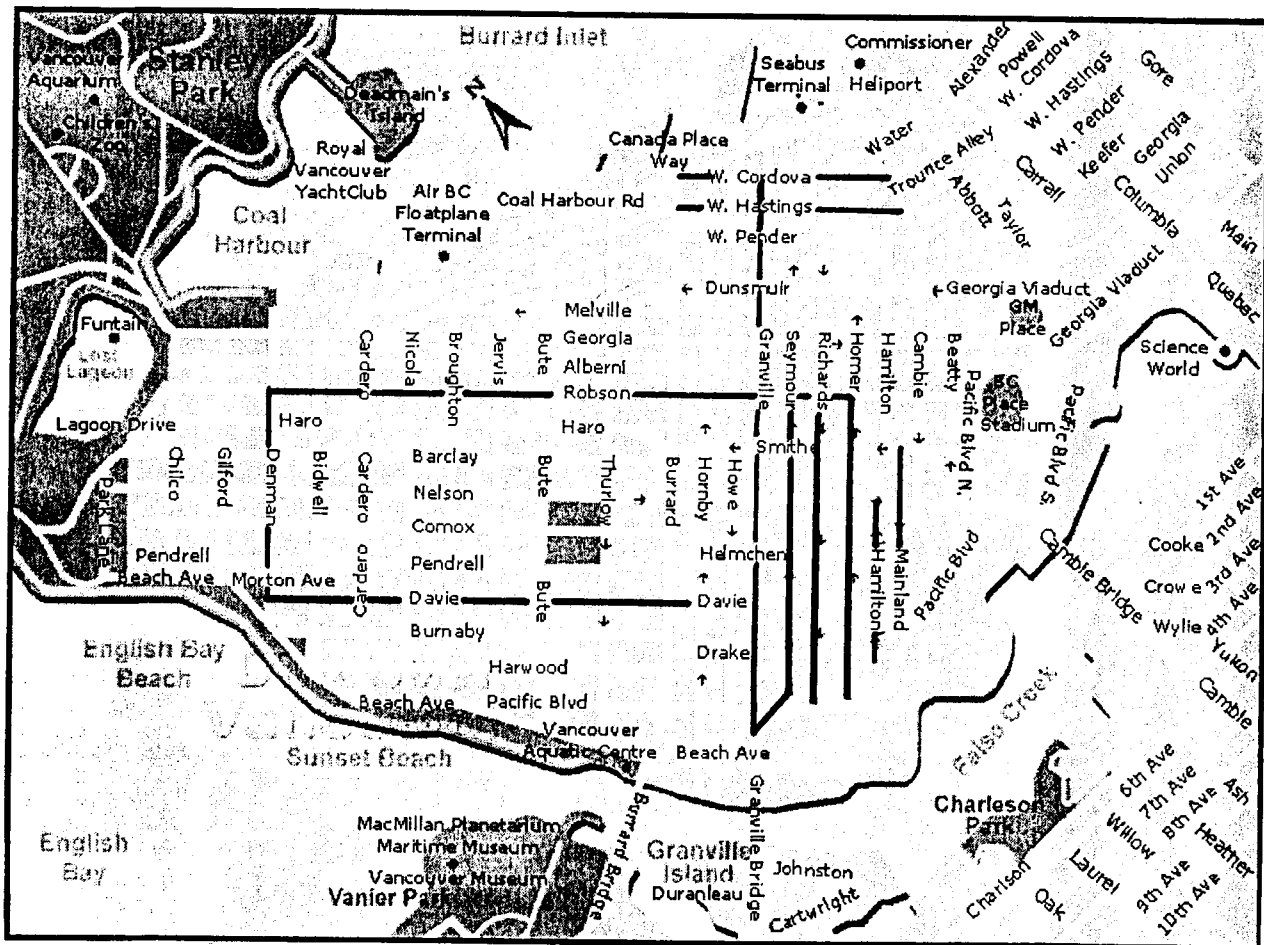 Burrard Inlet
Commissioner
Heliport
Seabus
Terminal
Alexander
Powell
W. Cordova
W. Hastings
W. Pender
Gore
Vancouver
Aquarium
Stanley
Park
Children's
Zoo
Deadmain's
Island
N
Royal
Vancouver
YachtClub
Canada Place
Way
Water
Trounce Alley
Abbott
Taylor
Carrall
Keefer
Georgia
Union
Columbia
Main
Quebac
Coal
Harbour
Air BC
Floatplane
Terminal
Coal Harbour Rd
W. Cordova
W. Hastings
W. Pender
Dunsmuir
Georgia Viaduct
Georgia Viaduct
GM
Place
Science
World
Funtain
Lost
Lagoon
Melville
Georgia
Alberni
Robson
Cardero
Nicola
Broughton
Jervis
Bute
Granville
Seymour
Richards
Homer
Hamilton
Cambie
Beatty
Pacific Blvd N.
BC
Place
Stadium
Pacific Blvd S.
Lagoon Drive
Haro
Haro
Smithe
Chilco
Gilford
Denman
Bidwell
Cardero
Barclay
Nelson
Comox
Pendrell
Bute
Thurlow
Burrard
Hornby
Howe
Park Lane
Pendrell
Beach Ave
Morton Ave
Cardero
Davie
Bute
Helmchen
Davie
Hamilton
Mainland
Pacific Blvd
Camble Bridge
1st Ave
2nd Ave
3rd Ave
4th Ave
Cooke
Crowe
Wylie
Yukon
Camble
Burnaby
Harwood
Pacific Blvd
Drake
English Bay
Beach
Beach Ave
Sunset Beach
Vancouver
Aquatic Centre
Beach Ave
False Creek
Charleson
Park
English
Bay
MacMillan Planetarium
Maritime Museum
Vancouver Museum
Vanier Park
Burrard Bridge
Granville
Island
Duranleau
Granville Bridge
Johnston
Cartwright
Charlson
Oak
Laurel
Willow
6th Ave
7th Ave
8th Ave
9th Ave
10th Ave
Ash
Heather